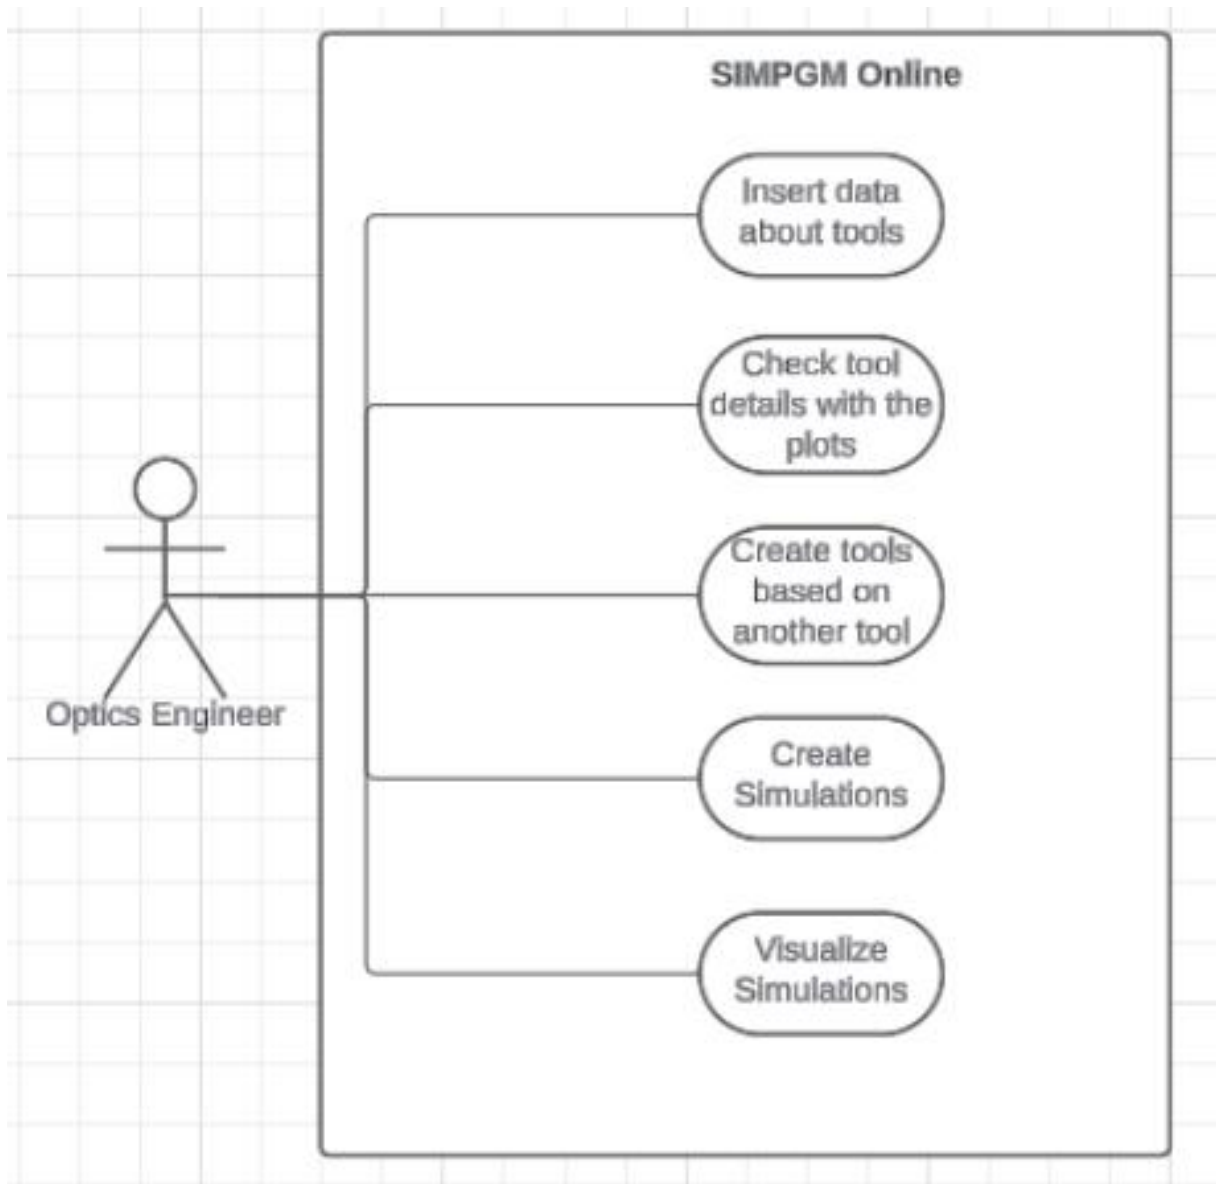 SIMPGM Online
Insert data
about tools
Check tool
details with the
plots
Create tools
based on
another tool
Optics Engineer
Create
Simulations
Visualize
Simulations